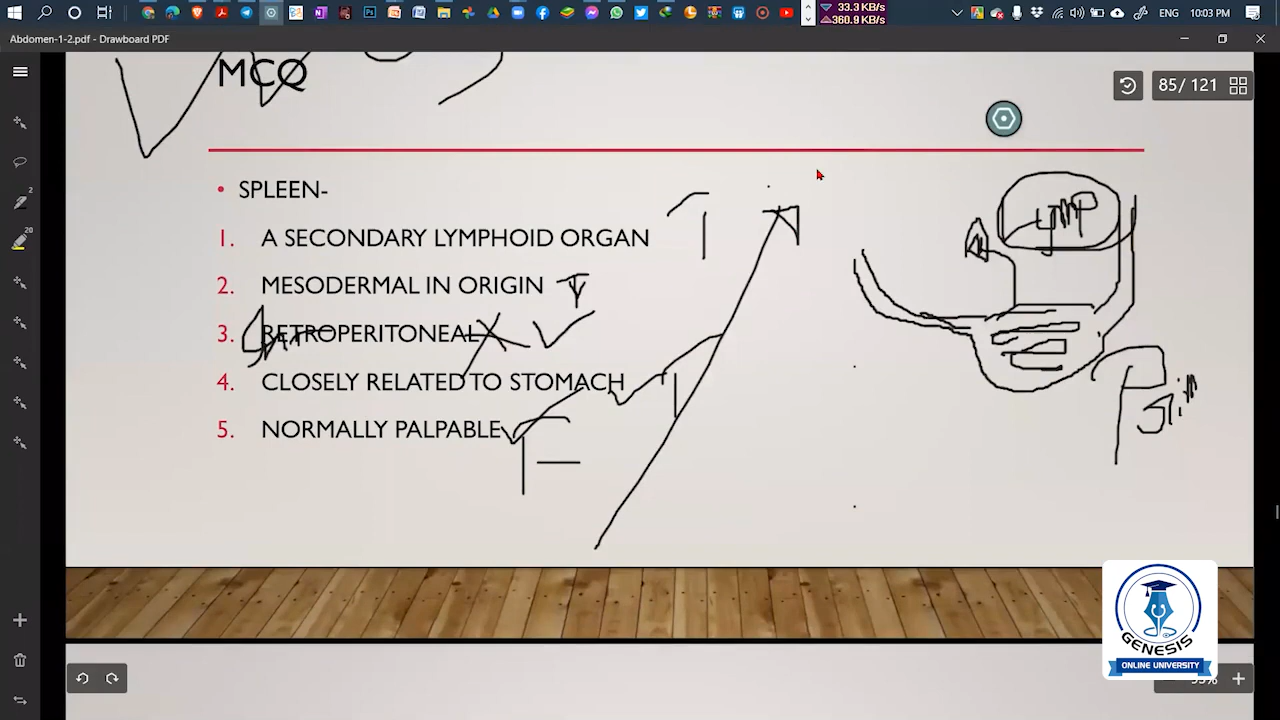 33.3 KB/s
360.9 KB/s
ENG
10:03 PM
Abdomen-1-2.pdf - Drawboard PDF
MCQ
85/ 121
• SPLEEN-
1. A SECONDARY LYMPHOID ORGAN T
2. MESODERMAL IN ORIGIN T
3. RETROPERITONEAL
4. CLOSELY RELATED TO STOMACH T
5. NORMALLY PALPABLE
2
20
GENESIS
ONLINE UNIVERSITY